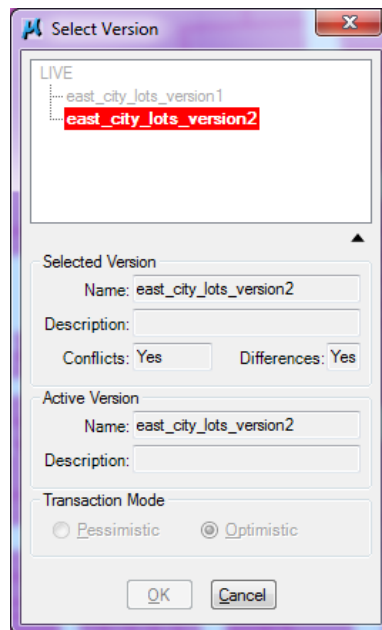 Select Version
LIVE
east_city_lots_version1
east_city_lots_version2
Selected Version
Name: east_city_lots_version2
Description:
Conflicts: Yes Differences: Yes
Active Version
Name: east_city_lots_version2
Description:
Transaction Mode
Pessimistic Optimistic
OK Cancel